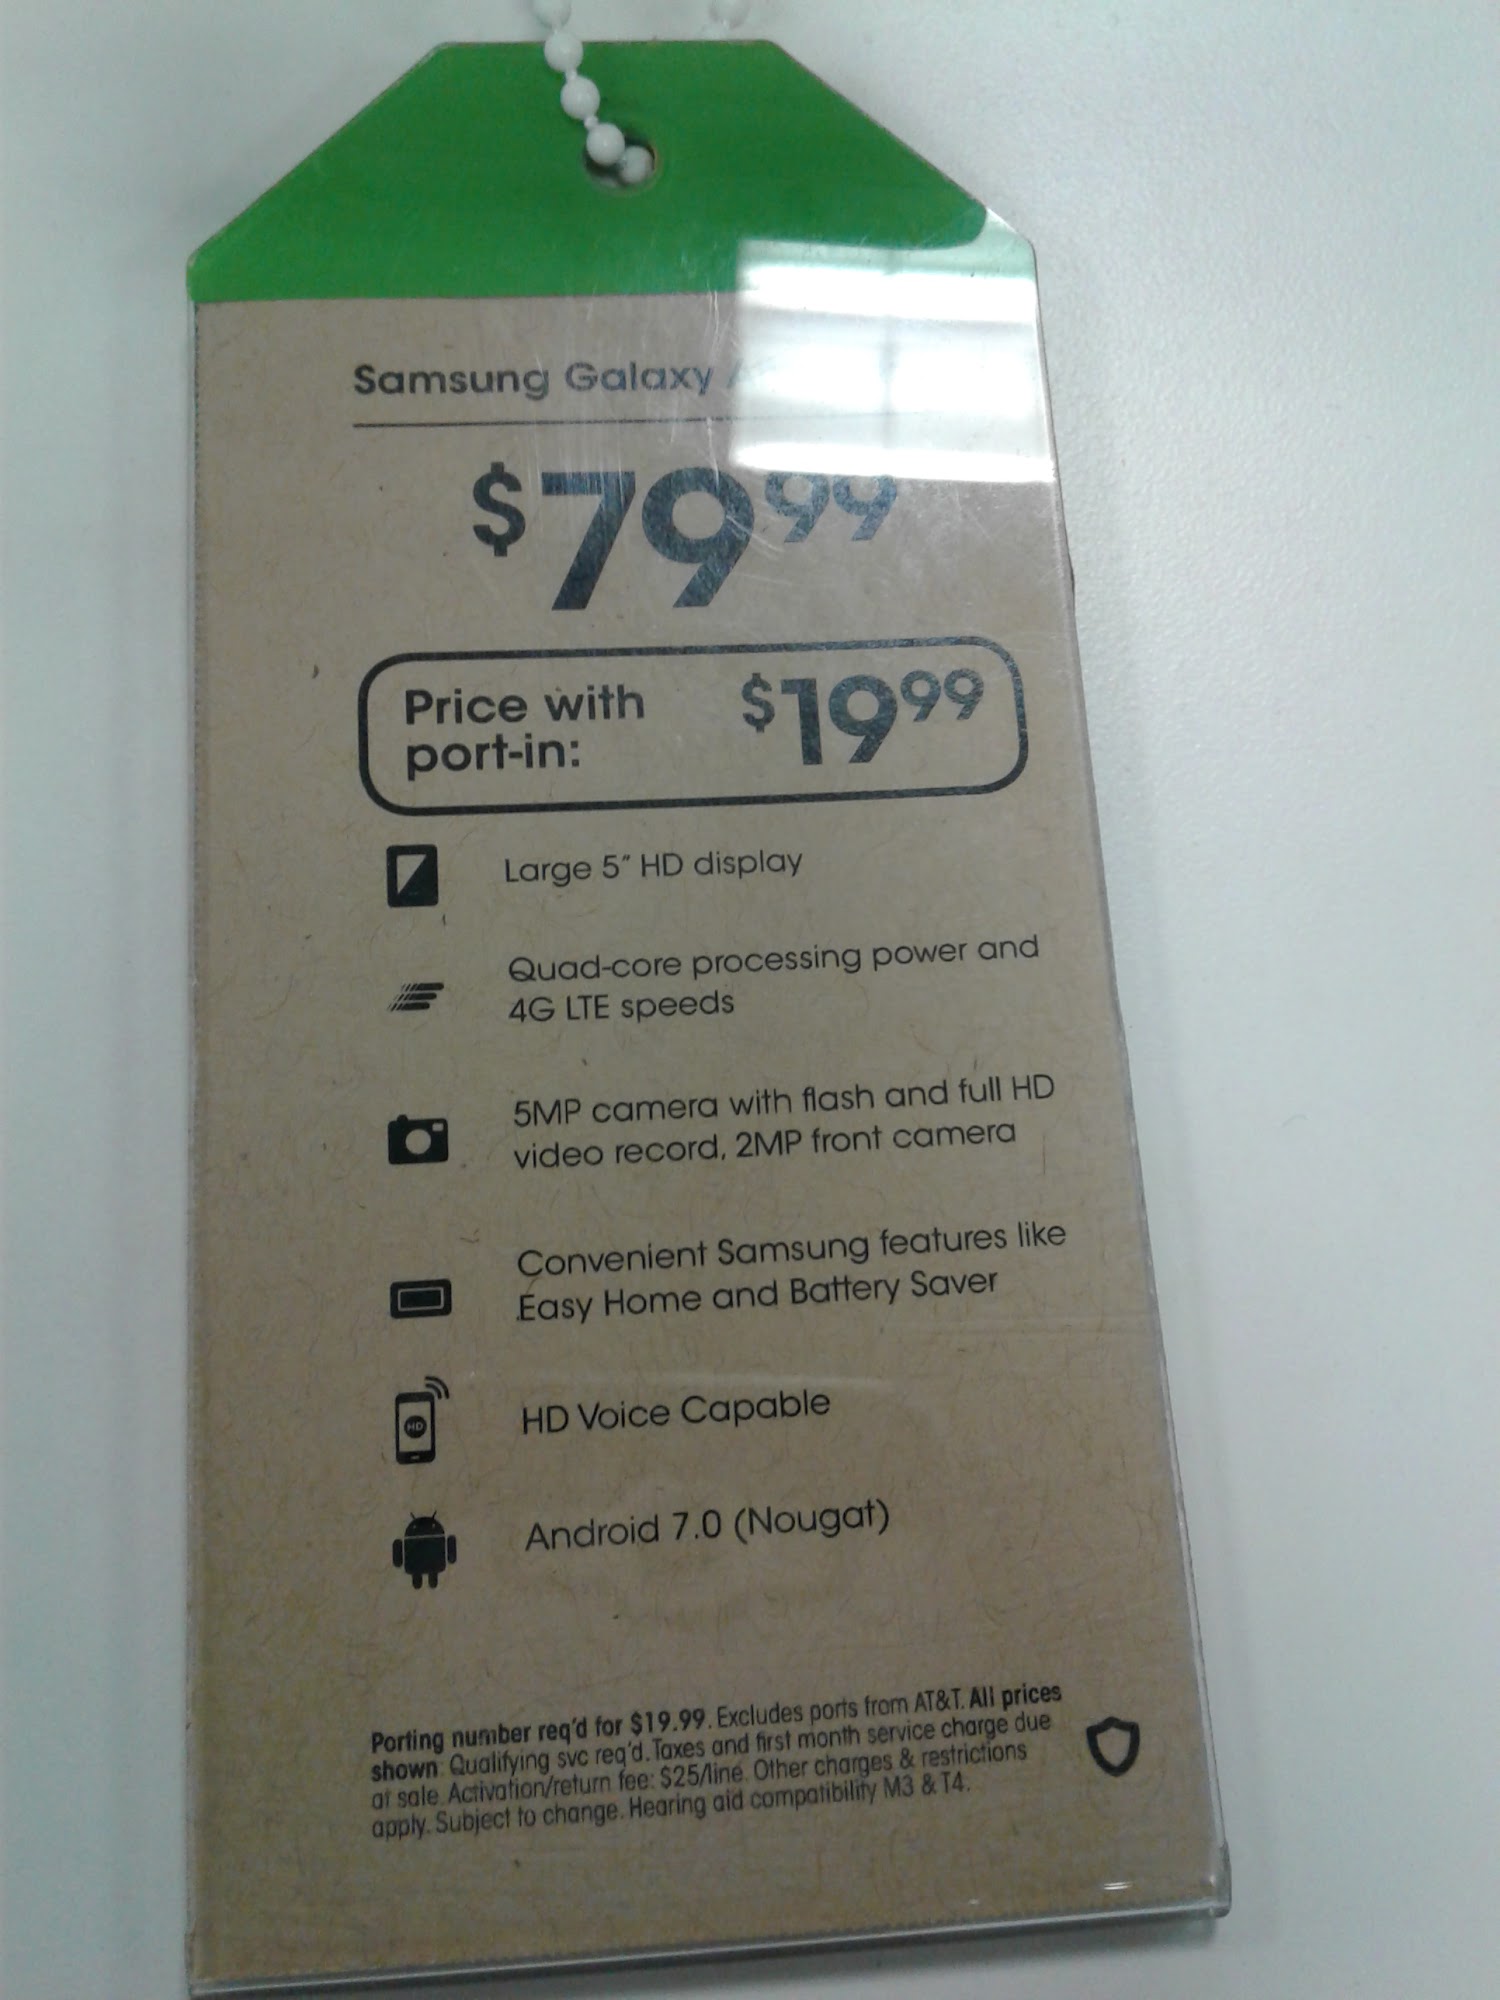 Samsung Galaxy
$79.99
Price with
port-in:
$19.99
Large 5" HD display
Quad-core processing power and
4G LTE speeds
5MP camera with flash and full HD
video record, 2MP front camera
Convenient Samsung features like
Easy Home and Battery Saver
HD
HD Voice Capable
Android 7.0 (Nougat)
Porting number req'd for $19.99. Excludes ports from AT&T. All prices
shown: Qualifying svc req'd. Taxes and first month service charge due
at sale. Activation/return fee: $25/line. Other charges & restrictions
apply. Subject to change. Hearing aid compatibility M3 & T4.